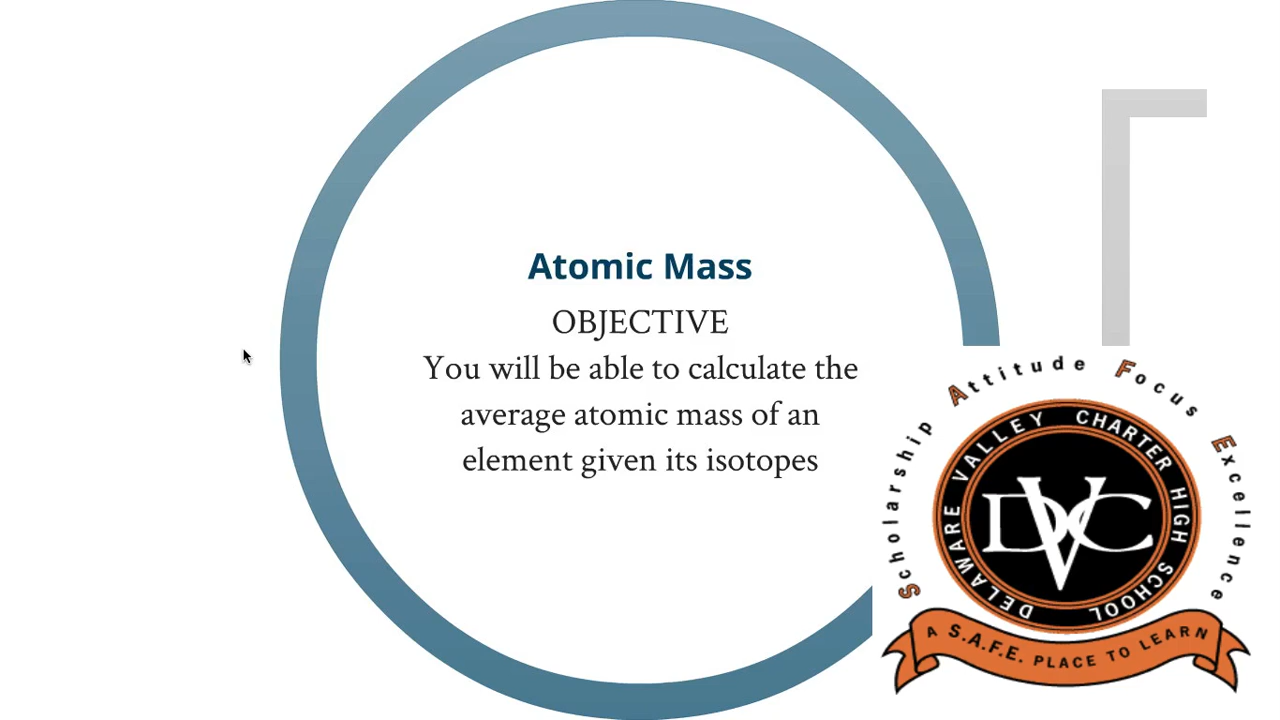 Atomic Mass
OBJECTIVE
You will be able to calculate the
average atomic mass of an
element given its isotopes
Scholarship Attitude Focus Excellence
DELAWARE VALLEY CHARTER HIGH SCHOOL
DVC
A S.A.F.E. PLACE TO LEARN